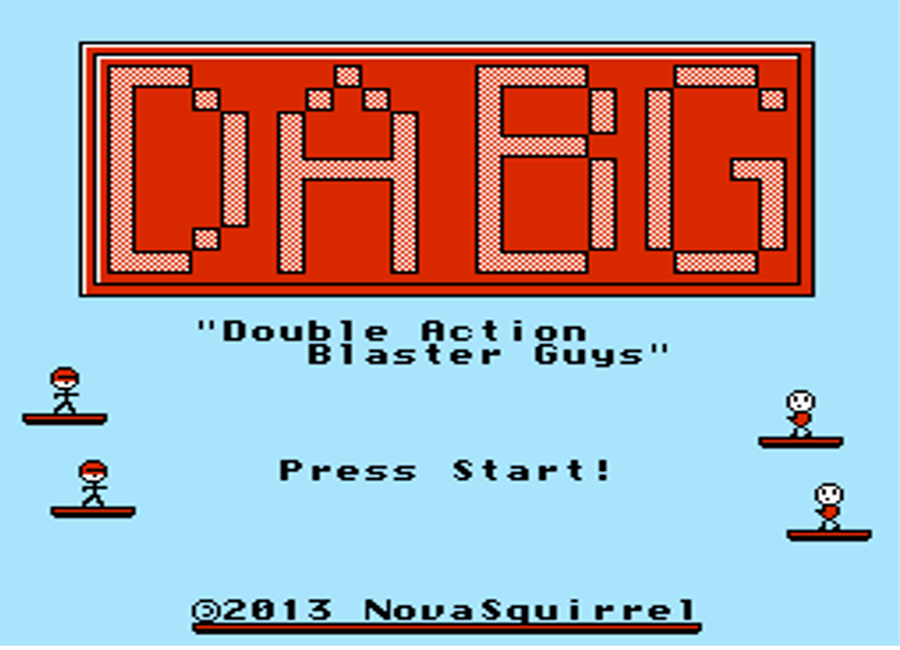 DABG
"Double Action
Blaster Guys"
Press Start!
©2013 NovaSquirrel